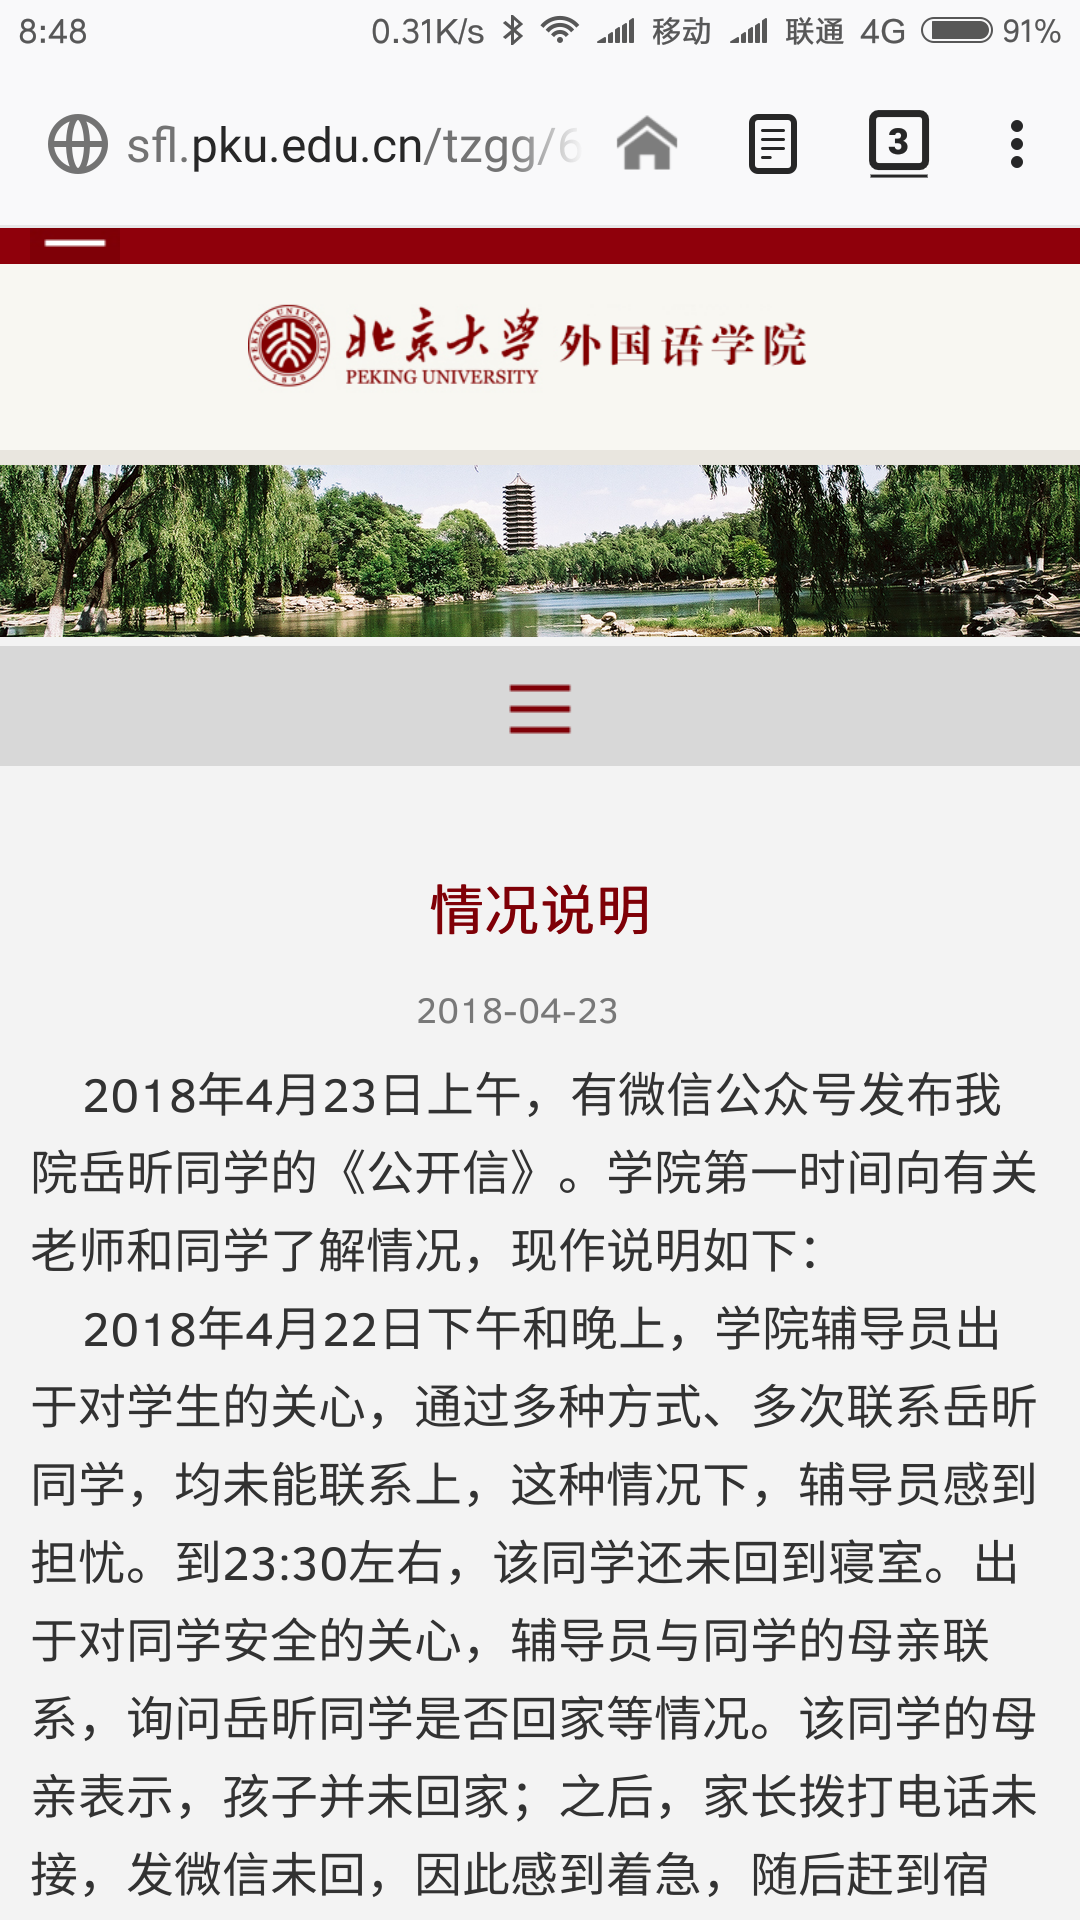 8:48 0.31K/s 移动 联通 4G 91%
sfl.pku.edu.cn/tzgg/6 3
PEKING UNIVERSITY 1898
北京大学 外国语学院
PEKING UNIVERSITY
情况说明
2018-04-23
2018年4月23日上午，有微信公众号发布我
院岳昕同学的《公开信》。学院第一时间向有关
老师和同学了解情况，现作说明如下：
2018年4月22日下午和晚上，学院辅导员出
于对学生的关心，通过多种方式、多次联系岳昕
同学，均未能联系上，这种情况下，辅导员感到
担忧。到23:30左右，该同学还未回到寝室。出
于对同学安全的关心，辅导员与同学的母亲联
系，询问岳昕同学是否回家等情况。该同学的母
亲表示，孩子并未回家；之后，家长拨打电话未
接，发微信未回，因此感到着急，随后赶到宿